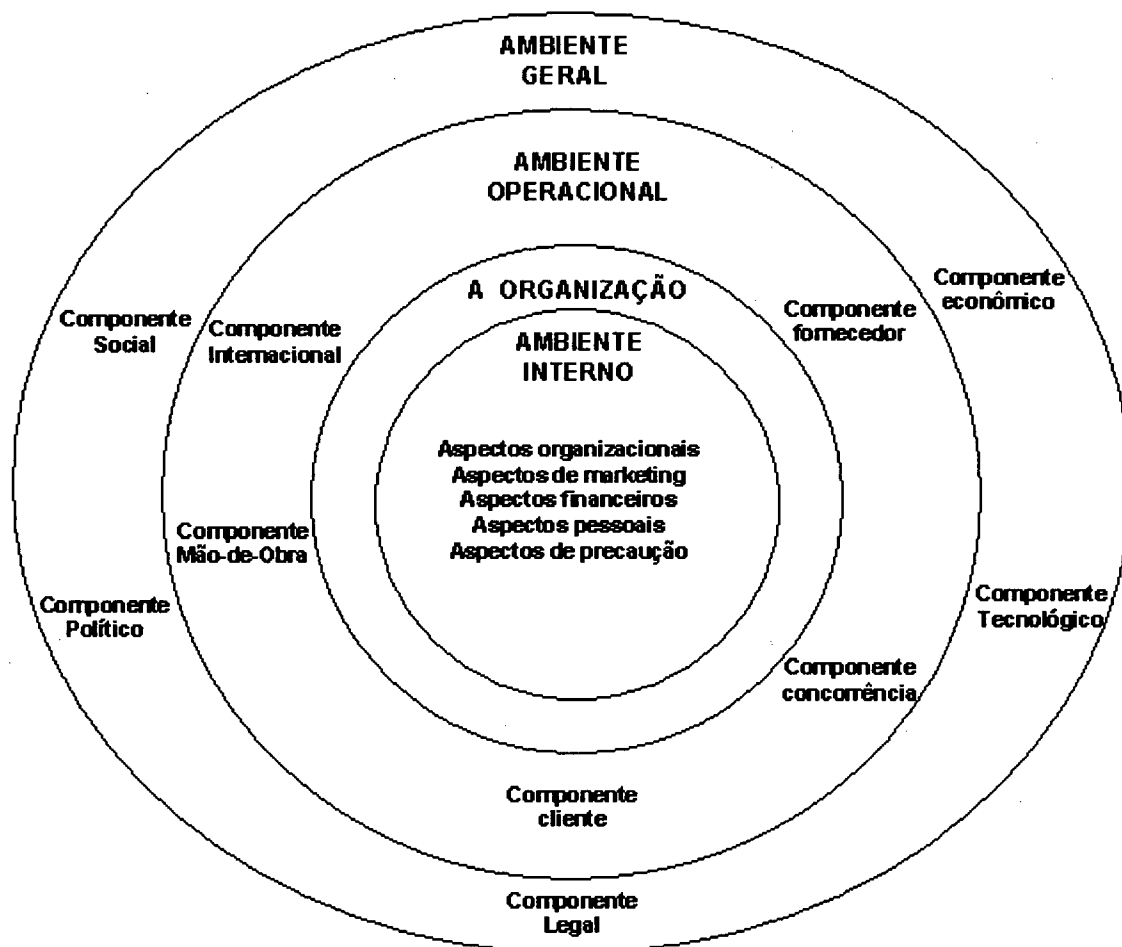 AMBIENTE
GERAL
AMBIENTE
OPERACIONAL
A ORGANIZAÇÃO
AMBIENTE
INTERNO
Componente
econômico
Componente
fornecedor
Componente
Social
Componente
Internacional
Aspectos organizacionais
Aspectos de marketing
Aspectos financeiros
Aspectos pessoais
Aspectos de precaução
Componente
Mão-de-Obra
Componente
Político
Componente
Tecnológico
Componente
concorrência
Componente
cliente
Componente
Legal